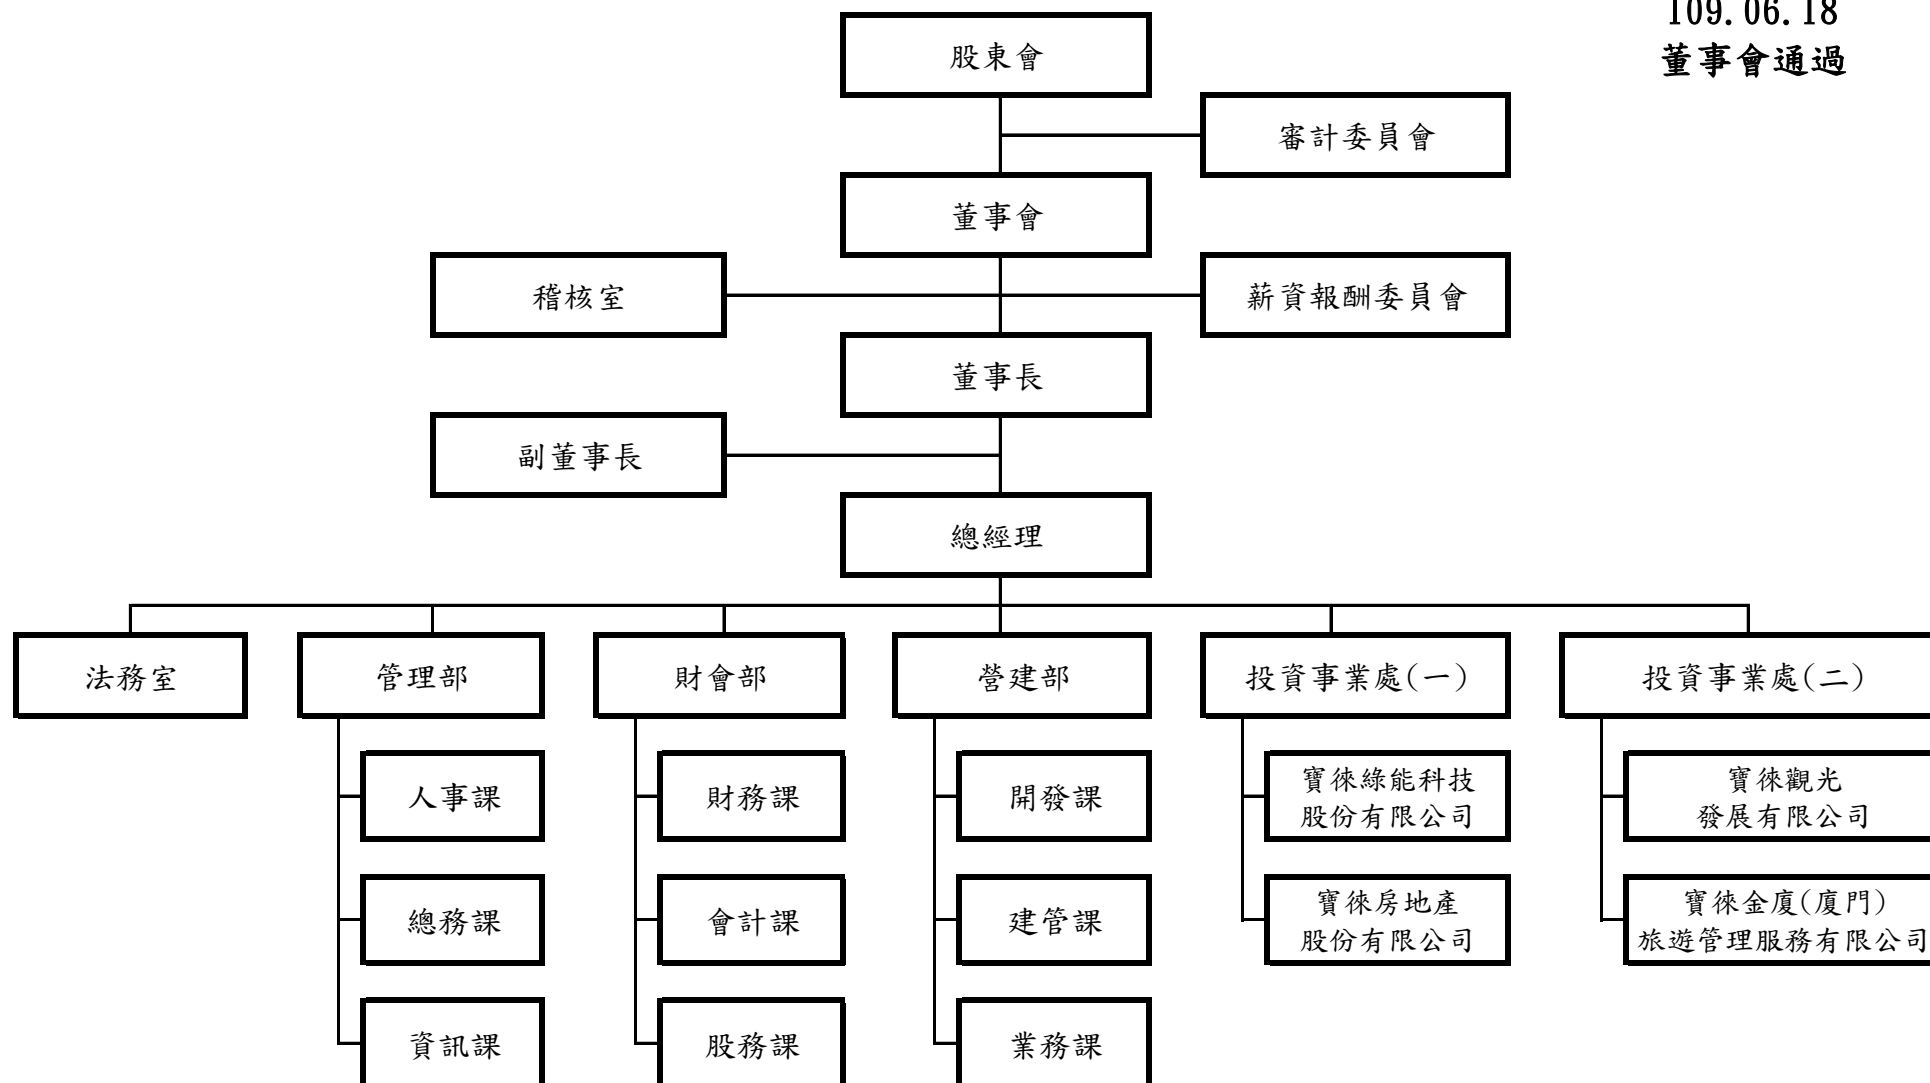 109.06.18
董事會通過
股東會
審計委員會
董事會
稽核室
薪資報酬委員會
董事長
副董事長
總經理
法務室
管理部
財會部
營建部
投資事業處(一)
投資事業處(二)
人事課
財務課
開發課
寶徠綠能科技
股份有限公司
寶徠觀光
發展有限公司
總務課
會計課
建管課
寶徠房地產
股份有限公司
寶徠金廈(廈門)
旅遊管理服務有限公司
資訊課
股務課
業務課